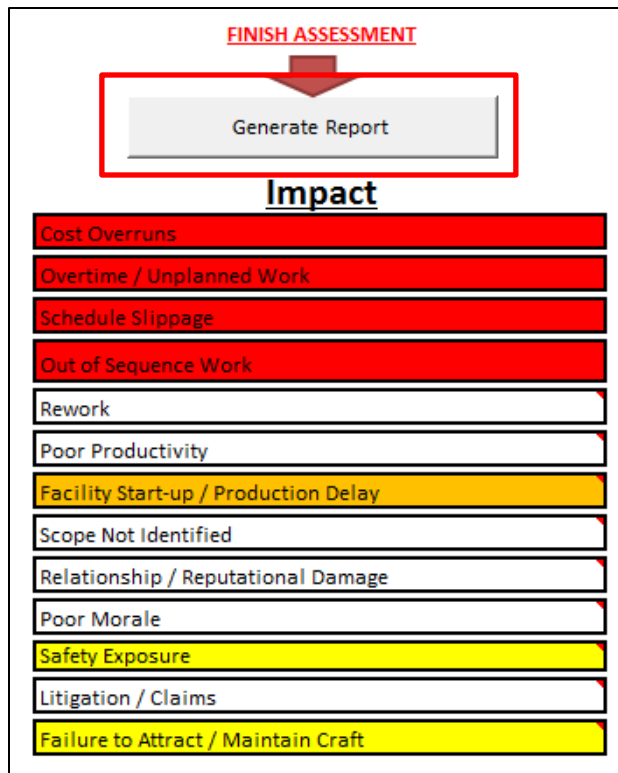 FINISH ASSESSMENT
Generate Report
Impact
Cost Overruns
Overtime / Unplanned Work
Schedule Slippage
Out of Sequence Work
Rework
Poor Productivity
Facility Start-up / Production Delay
Scope Not Identified
Relationship / Reputational Damage
Poor Morale
Safety Exposure
Litigation / Claims
Failure to Attract / Maintain Craft